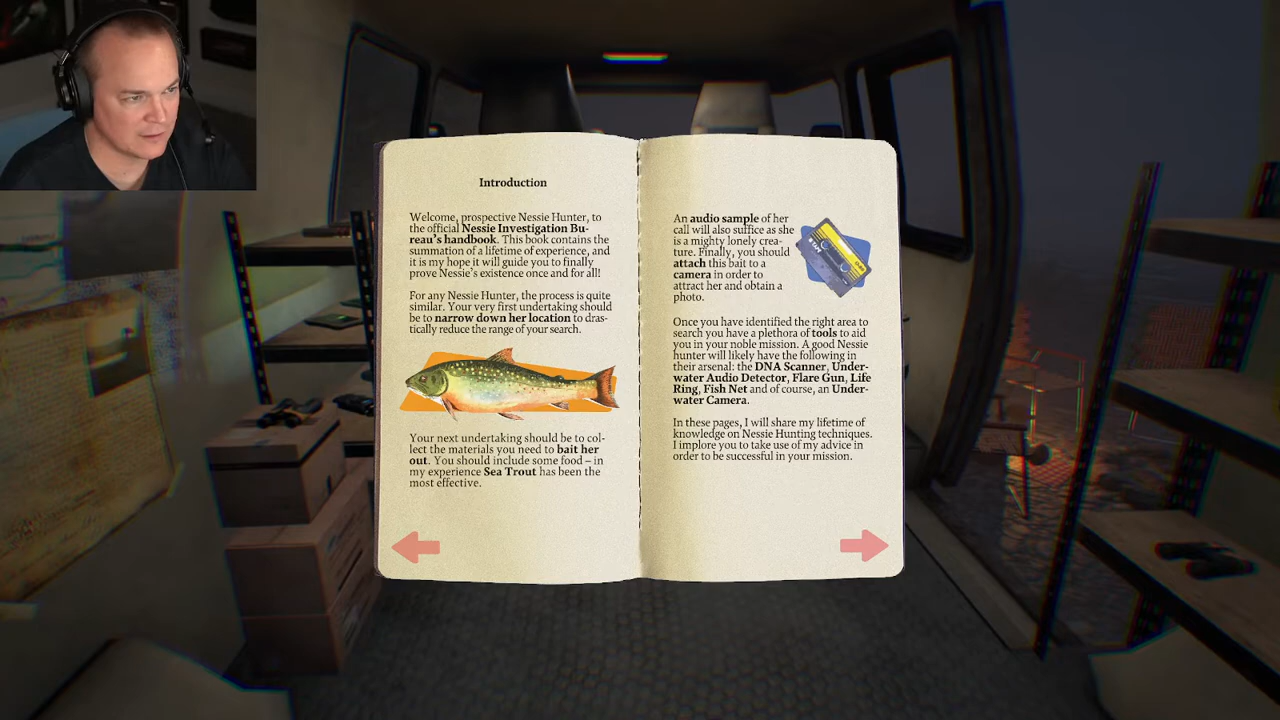 Introduction
Welcome, prospective Nessie Hunter, to
the official Nessie Investigation Bu-
reau's handbook. This book contains the
summation of a lifetime of experience, and
it is my hope it will guide you to finally
prove Nessie's existence once and for all!
For any Nessie Hunter, the process is quite
similar. Your very first undertaking should
be to narrow down her location to dras-
tically reduce the range of your search.
Your next undertaking should be to col-
lect the materials you need to bait her
out. You should include some food – in
my experience Sea Trout has been the
most effective.
An audio sample of her
call will also suffice as she
is a mighty lonely crea-
ture. Finally, you should
attach this bait to a
camera in order to
attract her and obtain a
photo.
Once you have identified the right area to
search you have a plethora of tools to aid
you in your noble mission. A good Nessie
hunter will likely have the following in
their arsenal: the DNA Scanner, Under-
water Audio Detector, Flare Gun, Life
Ring, Fish Net and of course, an Under-
water Camera.
In these pages, I will share my lifetime of
knowledge on Nessie Hunting techniques.
I implore you to take use of my advice in
order to be successful in your mission.